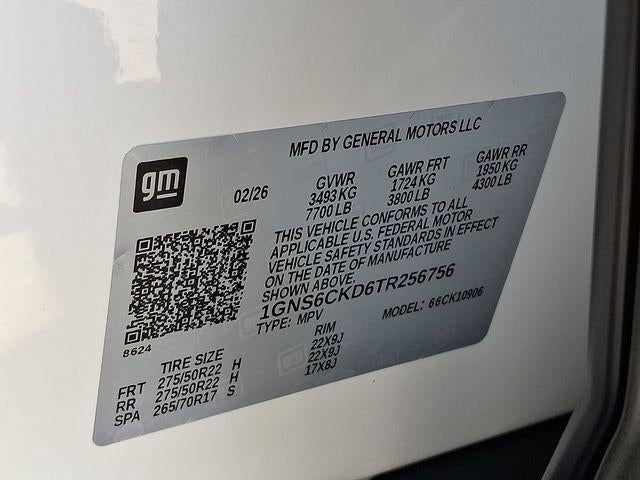 MFD BY GENERAL MOTORS LLC
gm
02/26
GVWR GAWR FRT GAWR RR
3493 KG 1724 KG 1950 KG
7700 LB 3800 LB 4300 LB
THIS VEHICLE CONFORMS TO ALL
APPLICABLE U.S. FEDERAL MOTOR
VEHICLE SAFETY STANDARDS IN EFFECT
ON THE DATE OF MANUFACTURE
SHOWN ABOVE.
1GNS6CKD6TR256756
TYPE: MPV MODEL: 66CK10906
8624
TIRE SIZE RIM
FRT 275/50R22 H 22X9J
RR 275/50R22 H 22X9J
SPA 265/70R17 S 17X8J